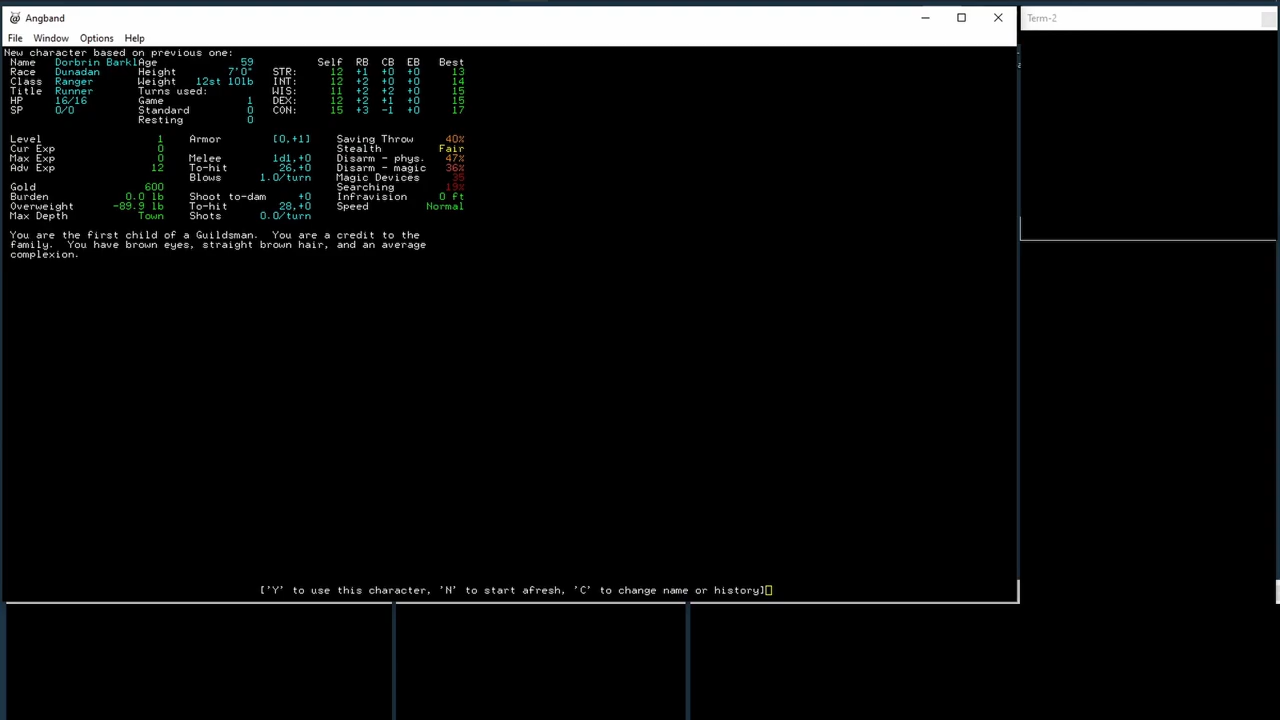 Angband
Term-2
File Window Options Help
New character based on previous one:
Name Dorbrin BarklAge 59 Self RB CB EB Best
Race Dunadan Height 7'0" STR: 12 +1 +0 +0 13
Class Ranger Weight 12st 10lb INT: 12 +2 +0 +0 14
Title Runner Turns used: WIS: 11 +2 +2 +0 15
HP 16/16 Game 1 DEX: 12 +2 +1 +0 15
SP 0/0 Standard 0 CON: 15 +3 -1 +0 17
Resting 0
Level 1 Armor [0,+1] Saving Throw 40%
Cur Exp 0 Stealth Fair
Max Exp 0 Melee 1d1,+0 Disarm - phys. 47%
Adv Exp 12 To-hit 26,+0 Disarm - magic 36%
Blows 1.0/turn Magic Devices 35
Gold 600 Searching 19%
Burden 0.0 lb Shoot to-dam +0 Infravision 0 ft
Overweight -89.9 lb To-hit 28,+0 Speed Normal
Max Depth Town Shots 0.0/turn
You are the first child of a Guildsman. You are a credit to the
family. You have brown eyes, straight brown hair, and an average
complexion.
['Y' to use this character, 'N' to start afresh, 'C' to change name or history]